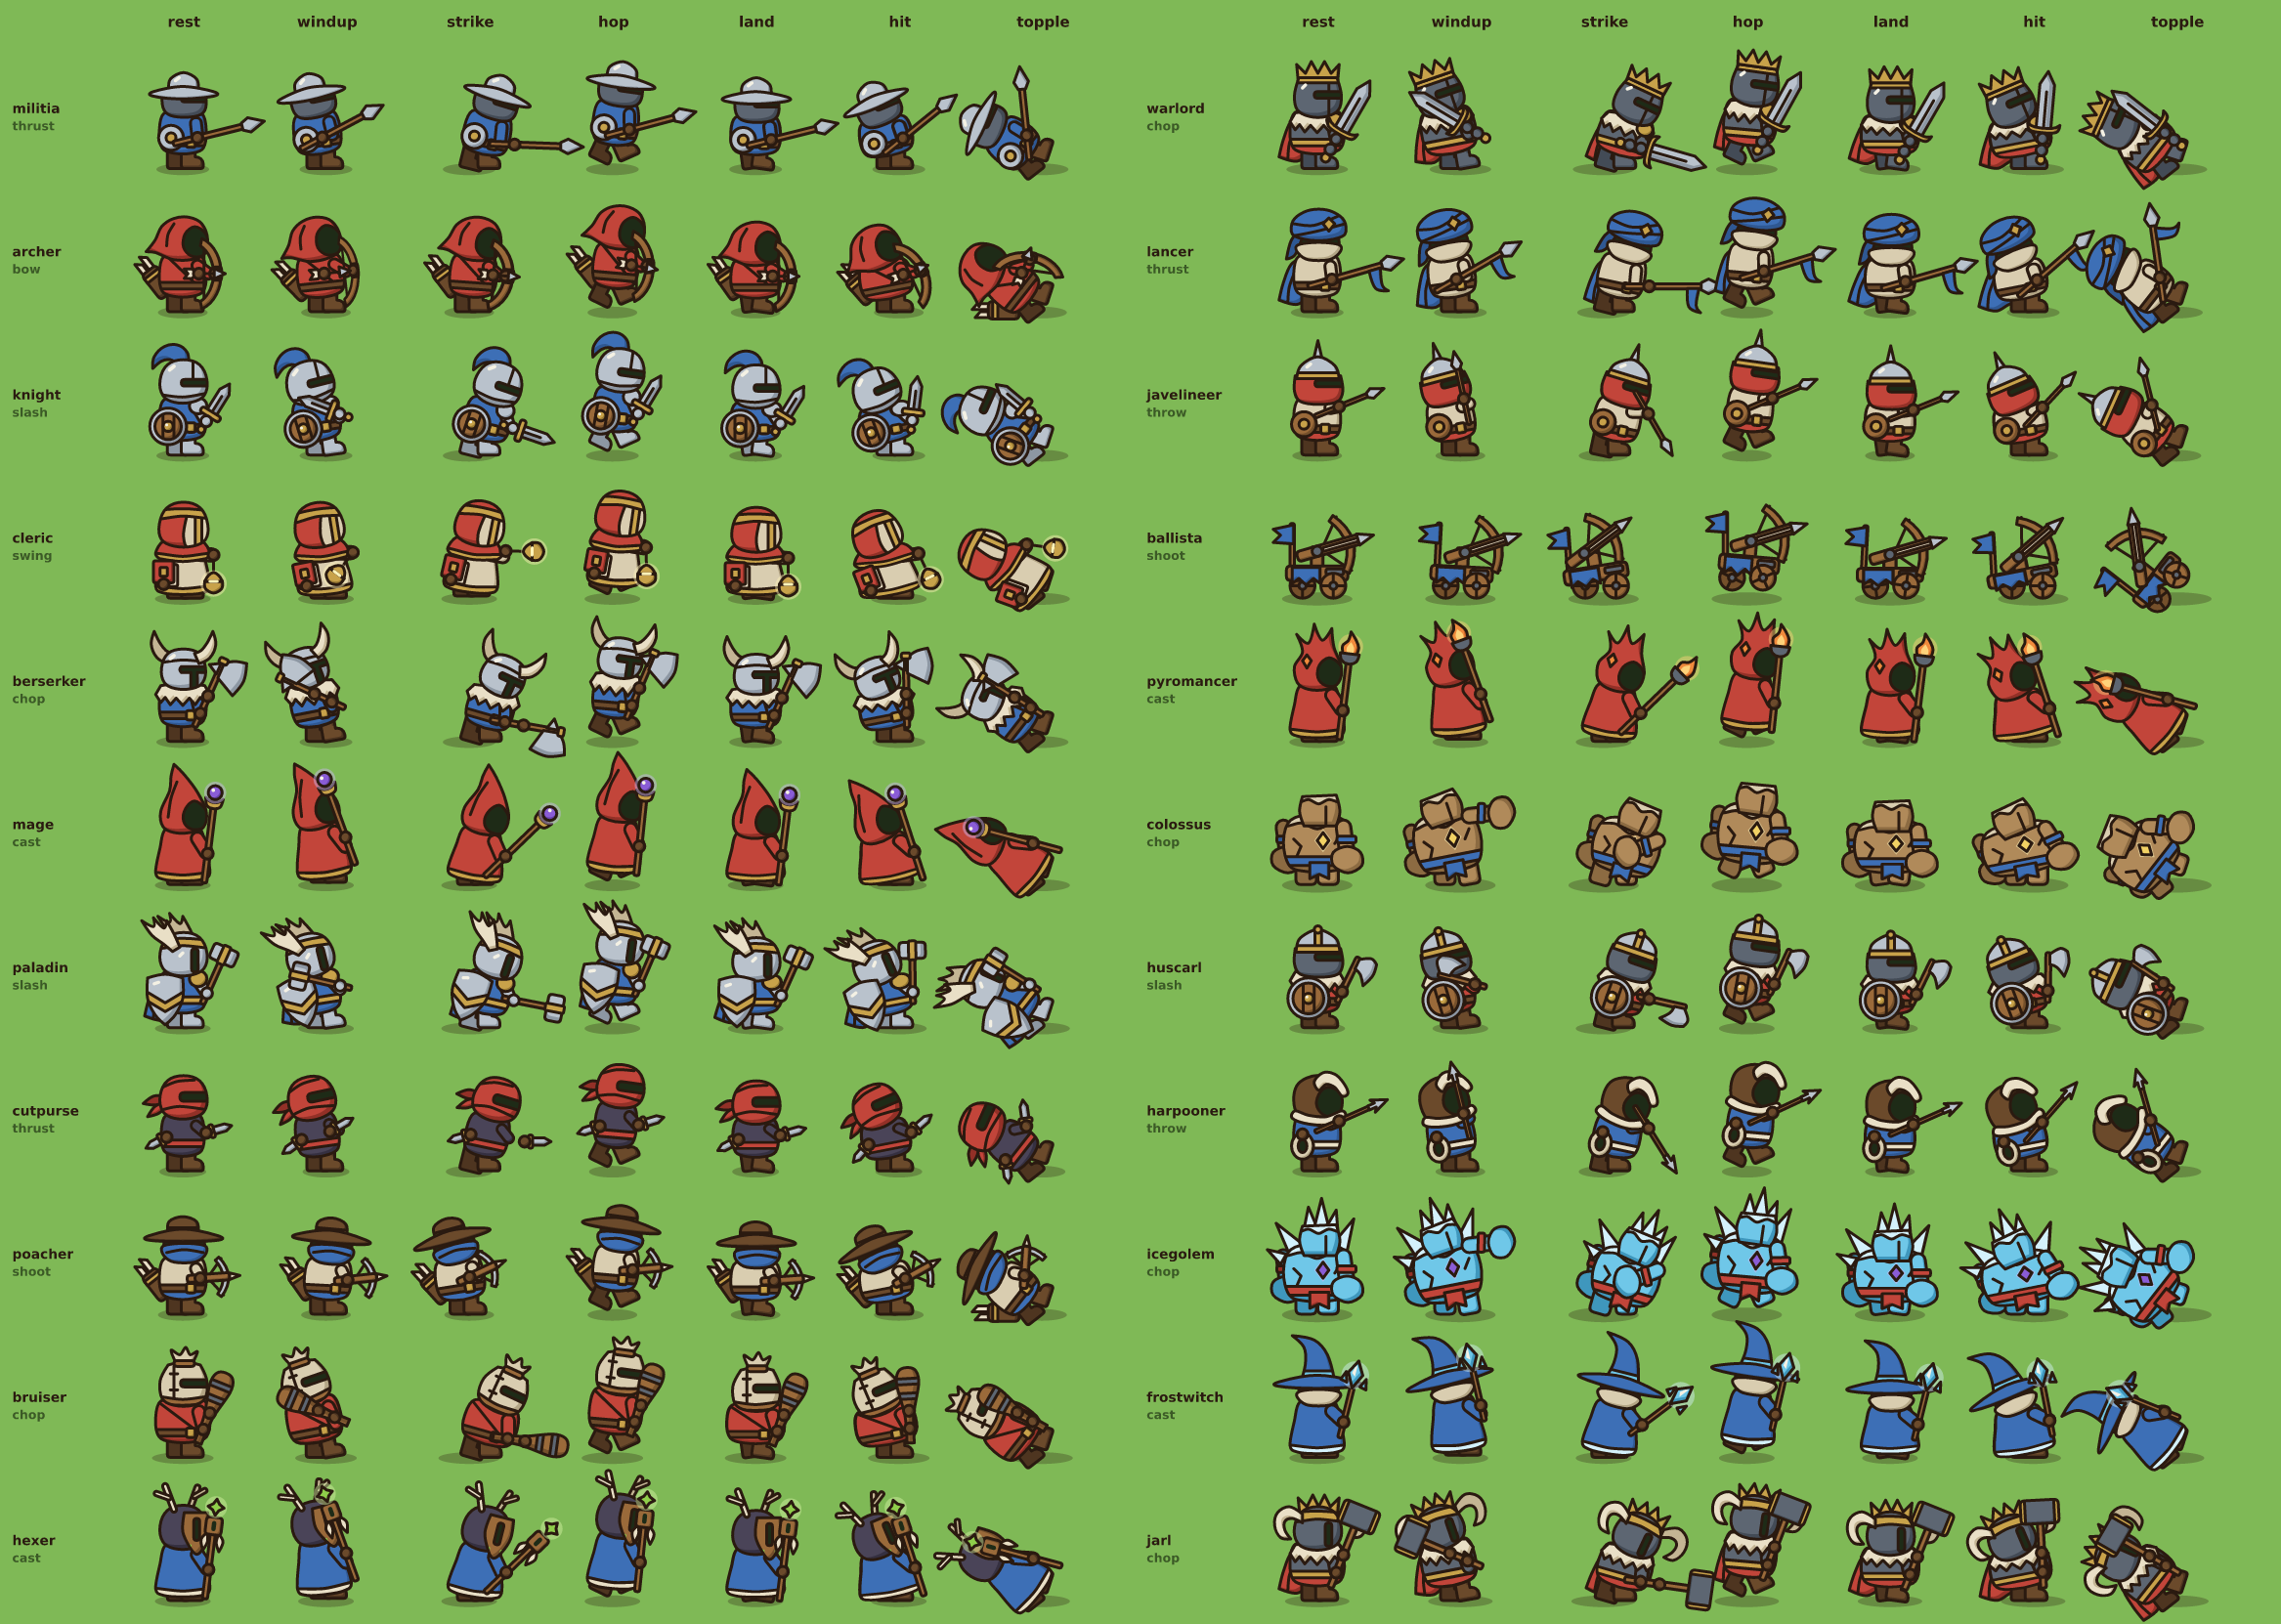 rest windup strike hop land hit topple rest windup strike hop land hit topple
militia
thrust
archer
bow
knight
slash
cleric
swing
berserker
chop
mage
cast
paladin
slash
cutpurse
thrust
poacher
shoot
bruiser
chop
hexer
cast
warlord
chop
lancer
thrust
javelineer
throw
ballista
shoot
pyromancer
cast
colossus
chop
huscarl
slash
harpooner
throw
icegolem
chop
frostwitch
cast
jarl
chop